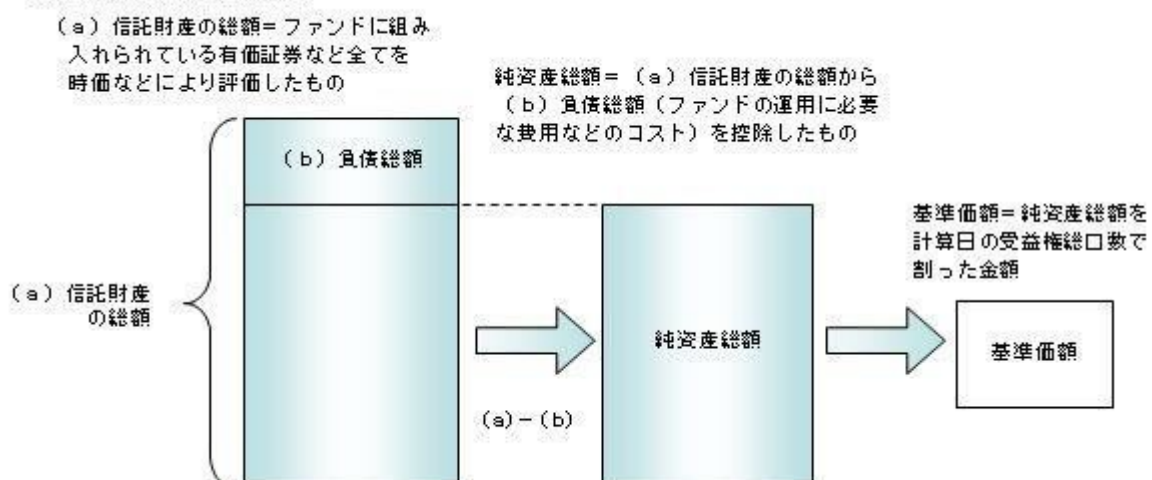 （a）信託財産の総額＝ファンドに組み
入れられている有価証券など全てを
時価などにより評価したもの
純資産総額＝（a）信託財産の総額から
（b）負債総額（ファンドの運用に必要
な費用などのコスト）を控除したもの
（b）負債総額
基準価額＝純資産総額を
計算日の受益権総口数で
割った金額
（a）信託財産
の総額
純資産総額
基準価額
(a)－(b)